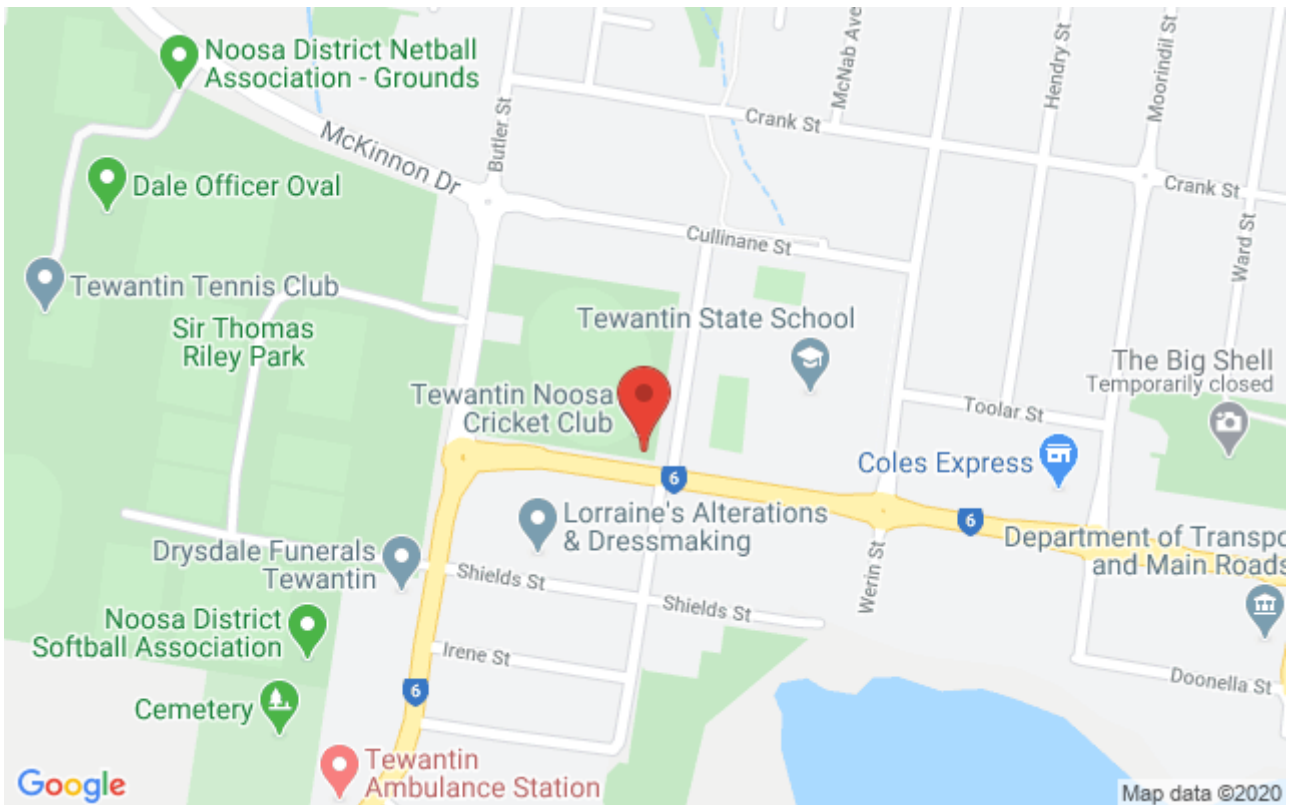 Noosa District Netball
Association - Grounds
McNab Ave
Hendry St
Moorindil St
Butler St
Crank St
McKinnon Dr
Dale Officer Oval
Crank St
Ward St
Cullinane St
Tewantin Tennis Club
Sir Thomas
Riley Park
Tewantin State School
The Big Shell
Temporarily closed
Tewantin Noosa
Cricket Club
Toolar St
Coles Express
6
6
Lorraine's Alterations
& Dressmaking
Department of Transpo
and Main Roads
Drysdale Funerals
Tewantin
Shields St
Shields St
Werin St
Noosa District
Softball Association
Irene St
Doonella St
6
Cemetery
Tewantin
Ambulance Station
Google
Map data ©2020